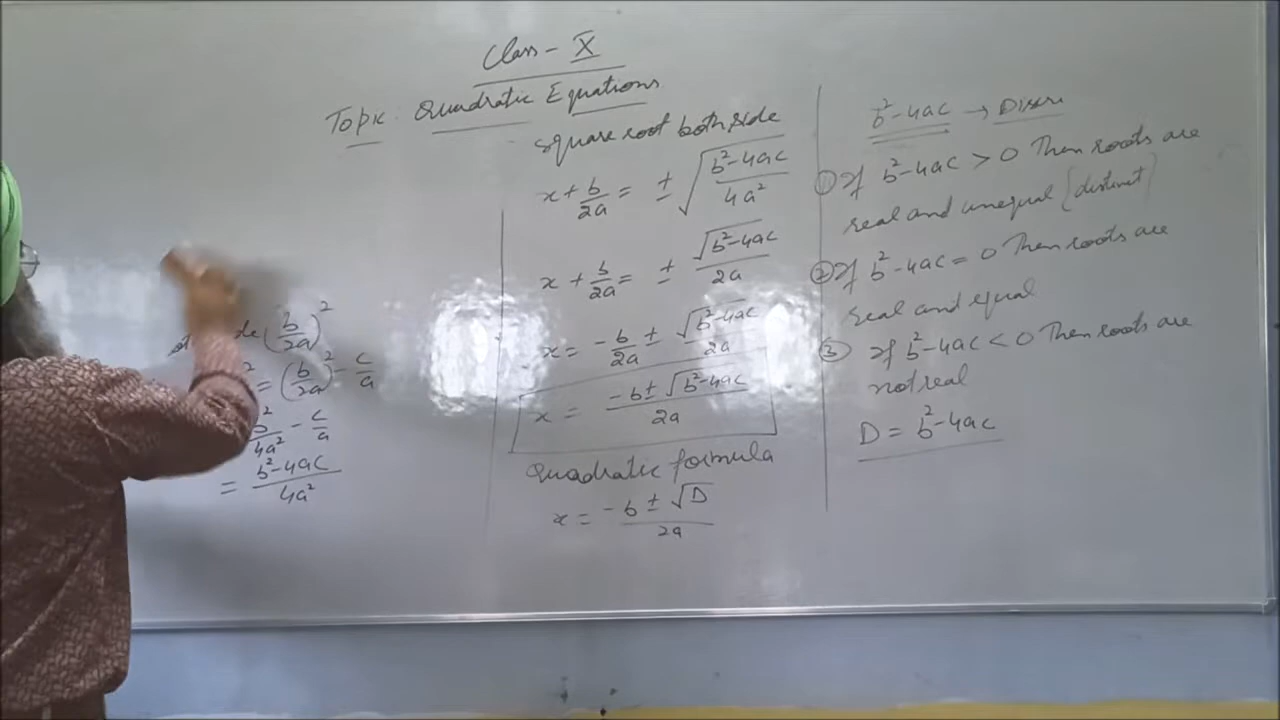 Class - X
Topic: Quadratic Equations
(b/2a)²
² = (b/2a)² - c/a
b²/4a² - c/a
= (b²-4ac)/4a²
square root both side
x + b/2a = ± √((b²-4ac)/4a²)
x + b/2a = ± √(b²-4ac)/2a
x = -b/2a ± √(b²-4ac)/2a
x = (-b ± √(b²-4ac))/2a
Quadratic formula
x = (-b ± √D)/2a
b²-4ac → Discri
① If b²-4ac > 0 Then roots are
real and unequal (distinct)
② If b²-4ac = 0 Then roots are
real and equal
③ If b²-4ac < 0 Then roots are
not real
D = b²-4ac